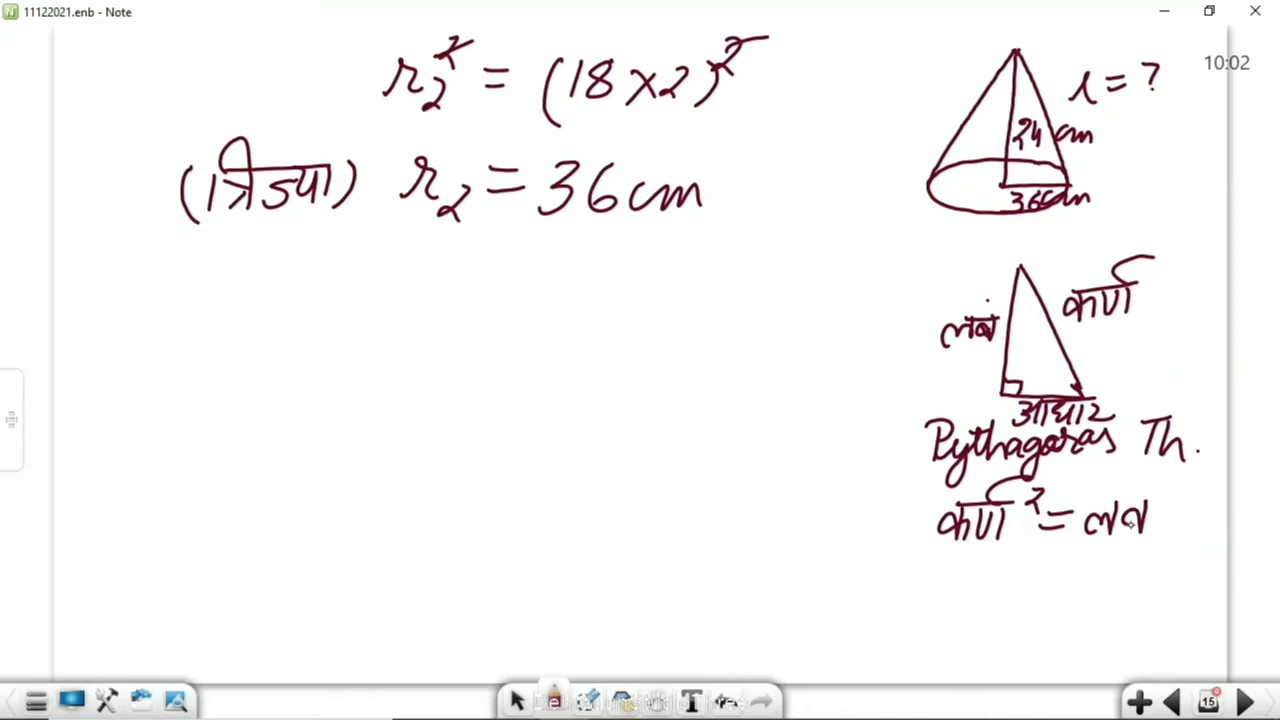 11122021.enb - Note
10:02
r₂² = (18×2)²
(त्रिज्या) r₂ = 36cm
l = ?
24 cm
36cm
लंब
कर्ण
आधार
Pythagoras Th.
कर्ण² = लंब
15